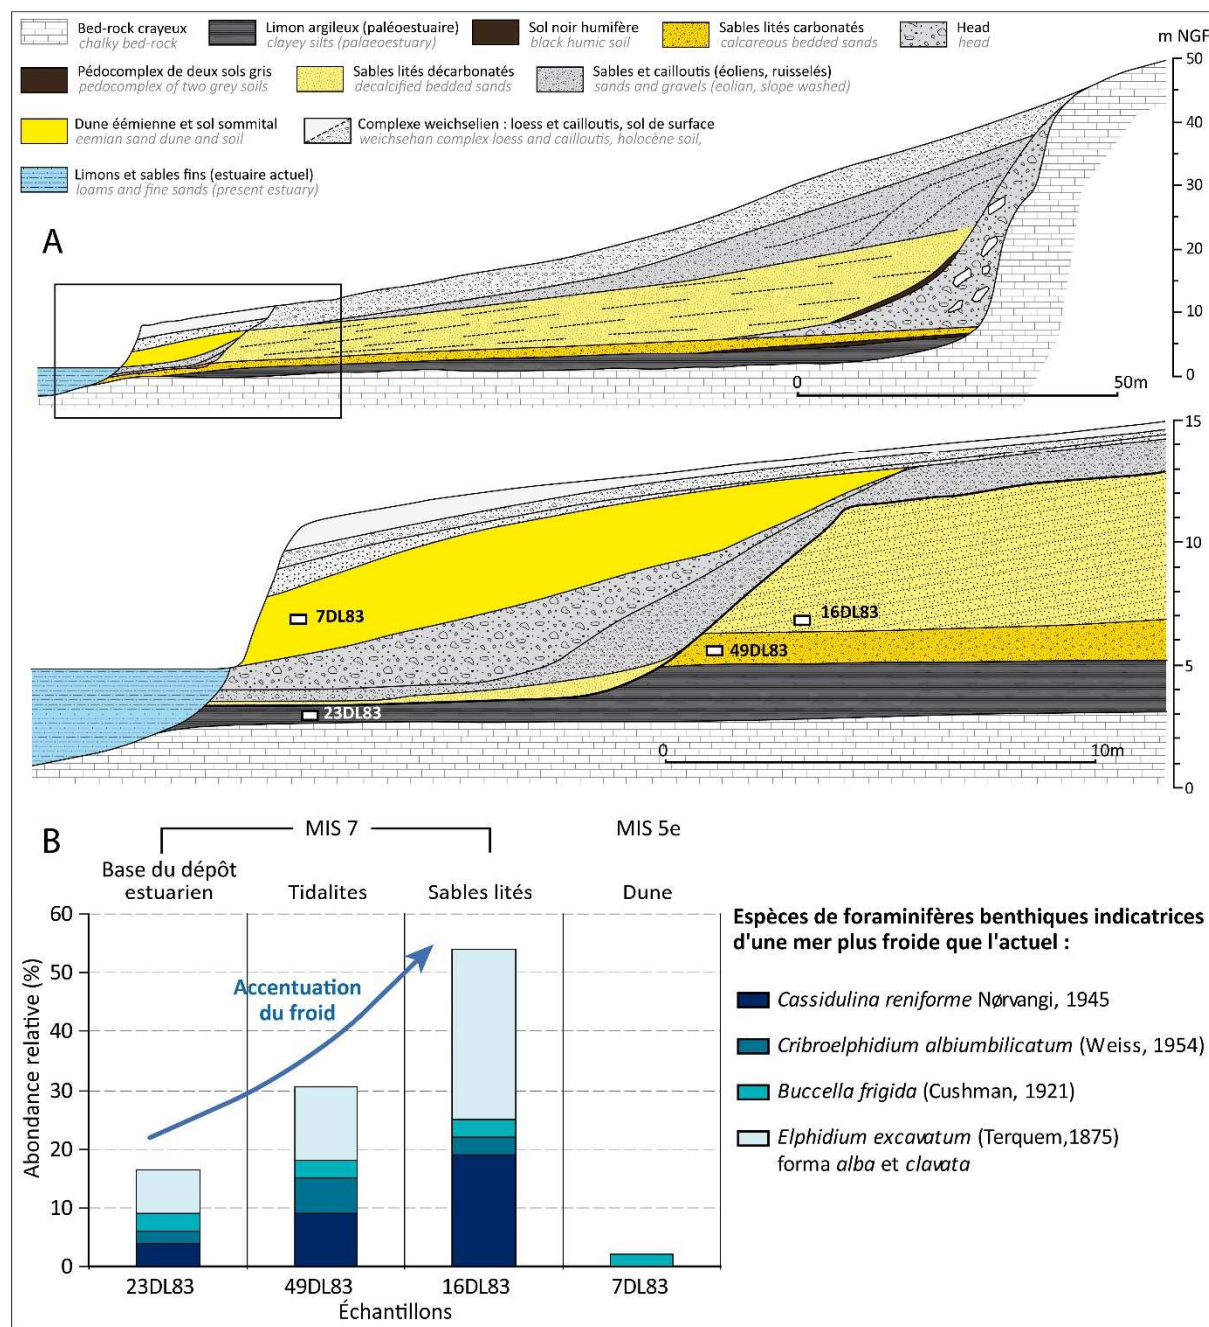 Bed-rock crayeux
chalky bed-rock
Limon argileux (paléoestuaire)
clayey silts (palaeoestuary)
Sol noir humifère
black humic soil
Sables lités carbonatés
calcareous bedded sands
Head
head
m NGF
Pédocomplex de deux sols gris
pedocomplex of two grey soils
Sables lités décarbonatés
decalcified bedded sands
Sables et cailloutis (éoliens, ruisselés)
sands and gravels (eolian, slope washed)
Dune éémienne et sol sommital
eemian sand dune and soil
Complexe weichselien : loess et cailloutis, sol de surface
weichsehan complex loess and cailloutis, holocène soil,
Limons et sables fins (estuaire actuel)
loams and fine sands (present estuary)
A
50
40
30
20
10
0
0 50m
15
10
5
0
7DL83
16DL83
49DL83
23DL83
0 10m
B
MIS 7 MIS 5e
Base du dépôt
estuarien
Tidalites
Sables lités
Dune
Abondance relative (%)
60
50
40
30
20
10
0
Accentuation
du froid
23DL83 49DL83 16DL83 7DL83
Échantillons
Espèces de foraminifères benthiques indicatrices
d'une mer plus froide que l'actuel :
Cassidulina reniforme Nørvangi, 1945
Cribroelphidium albiumbilicatum (Weiss, 1954)
Buccella frigida (Cushman, 1921)
Elphidium excavatum (Terquem,1875)
forma alba et clavata